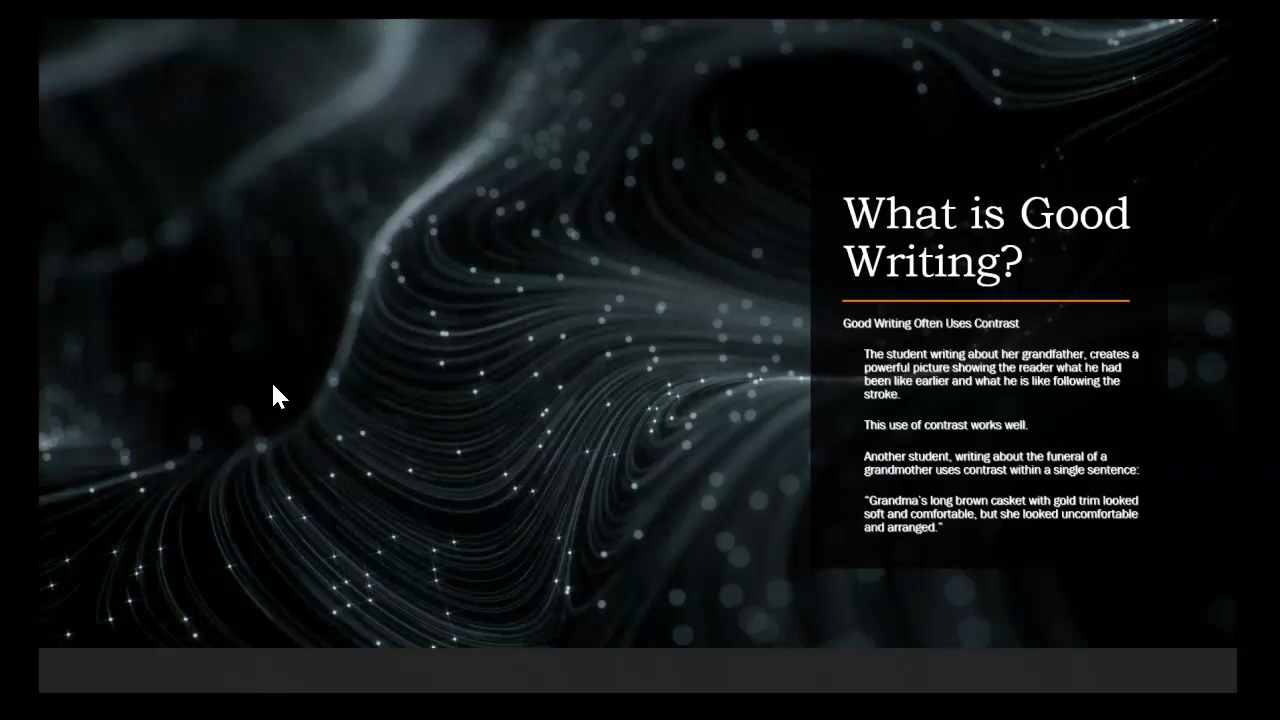 What is Good
Writing?
Good Writing Often Uses Contrast
The student writing about her grandfather, creates a
powerful picture showing the reader what he had
been like earlier and what he is like following the
stroke.
This use of contrast works well.
Another student, writing about the funeral of a
grandmother uses contrast within a single sentence:
“Grandma’s long brown casket with gold trim looked
soft and comfortable, but she looked uncomfortable
and arranged.”